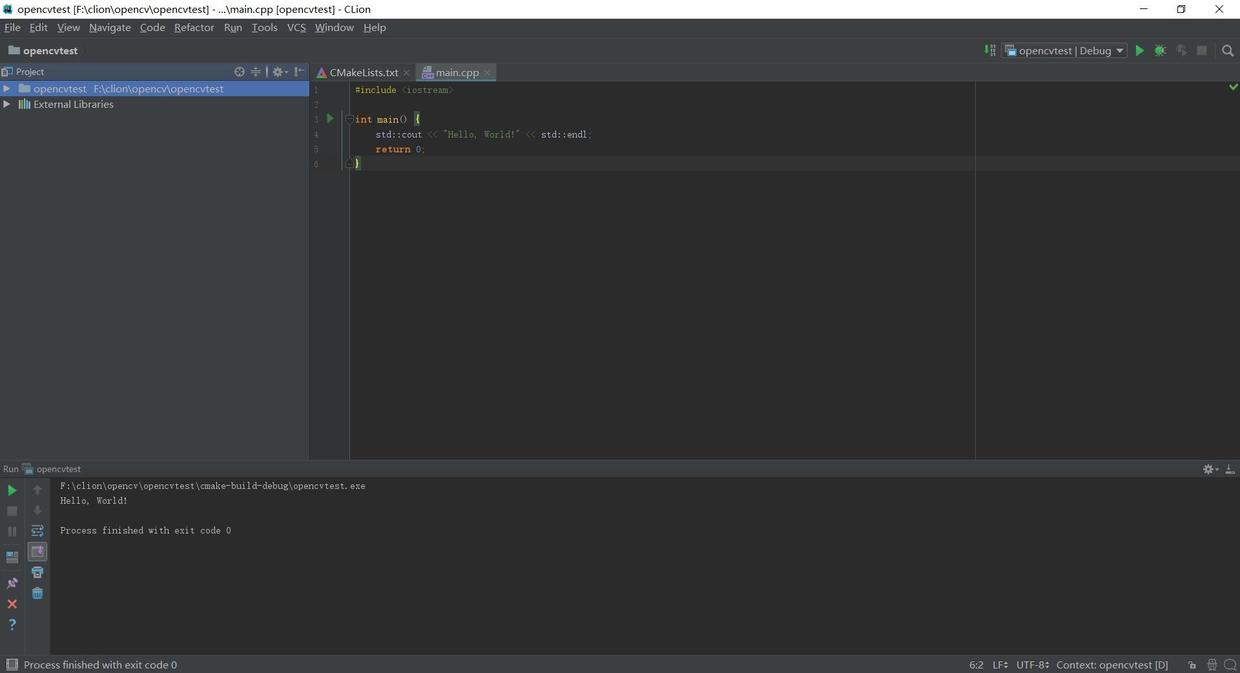 opencvtest [F:\clion\opencv\opencvtest] - ...\main.cpp [opencvtest] - CLion
File Edit View Navigate Code Refactor Run Tools VCS Window Help
opencvtest
opencvtest | Debug
Project
CMakeLists.txt
main.cpp
opencvtest F:\clion\opencv\opencvtest
External Libraries
1 #include <iostream>
2
3 int main() {
4 std::cout << "Hello, World!" << std::endl;
5 return 0;
6 }
Run opencvtest
F:\clion\opencv\opencvtest\cmake-build-debug\opencvtest.exe
Hello, World!
Process finished with exit code 0
Process finished with exit code 0
6:2 LF UTF-8 Context: opencvtest [D]